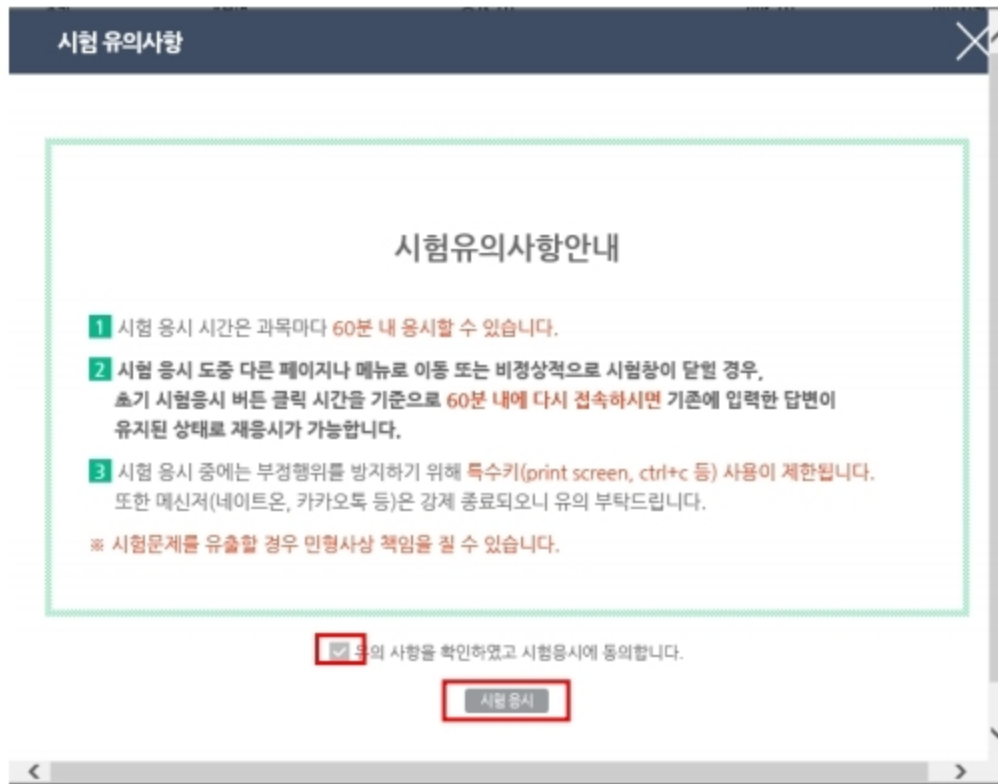 시험 유의사항
시험유의사항안내
1 시험 응시 시간은 과목마다 60분 내 응시할 수 있습니다.
2 시험 응시 도중 다른 페이지나 메뉴로 이동 또는 비정상적으로 시험창이 닫힐 경우,
초기 시험응시 버튼 클릭 시간을 기준으로 60분 내에 다시 접속하시면 기존에 입력한 답변이
유지된 상태로 재응시가 가능합니다.
3 시험 응시 중에는 부정행위를 방지하기 위해 특수키(print screen, ctrl+c 등) 사용이 제한됩니다.
또한 메신저(네이트온, 카카오톡 등)은 강제 종료되오니 유의 부탁드립니다.
※ 시험문제를 유출할 경우 민형사상 책임을 질 수 있습니다.
유의 사항을 확인하였고 시험응시에 동의합니다.
시험 응시